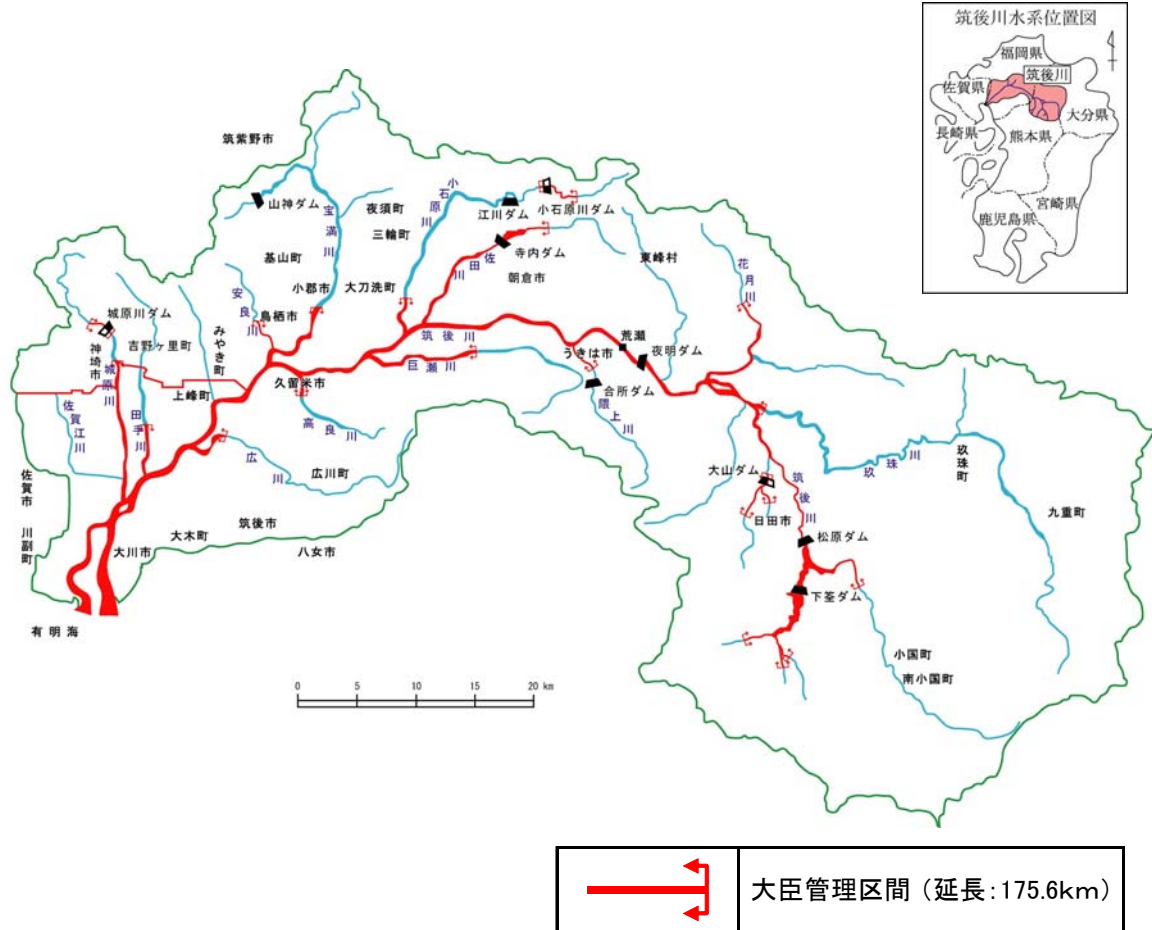 筑後川水系位置図
福岡県
筑後川
佐賀県
大分県
長崎県
熊本県
宮崎県
鹿児島県
筑紫野市
山神ダム
宝満川
夜須町
三輪町
小石原川
江川ダム
小石原川ダム
寺内ダム
佐田川
朝倉市
東峰村
花月川
基山町
小郡市
大刀洗町
安良川
鳥栖市
城原川ダム
吉野ヶ里町
みやき町
神埼市
城原川
上峰町
久留米市
筑後川
巨瀬川
うきは市
荒瀬
夜明ダム
合所ダム
隈上川
佐賀江川
田手川
高良川
広川
広川町
佐賀市
川副町
大川市
大木町
筑後市
八女市
有明海
玖珠川
玖珠町
九重町
大山ダム
筑後川
日田市
松原ダム
下筌ダム
小国町
南小国町
0 5 10 15 20 km
大臣管理区間(延長:175.6km)